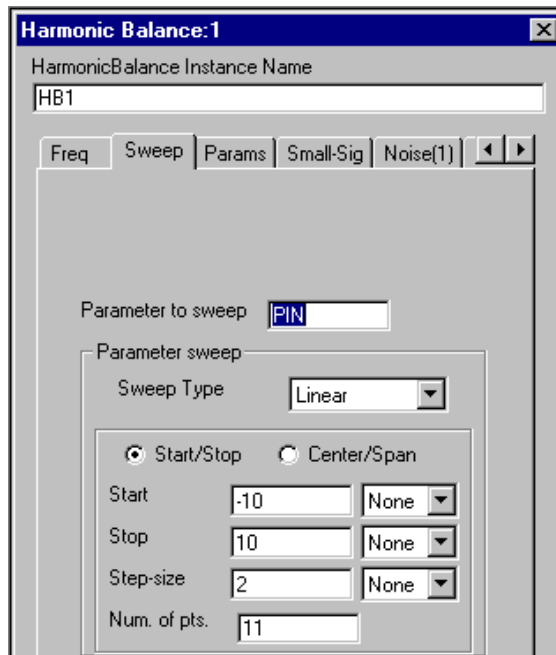 Harmonic Balance:1
HarmonicBalance Instance Name
HB1
Freq Sweep Params Small-Sig Noise(1)
Parameter to sweep PIN
Parameter sweep
Sweep Type Linear
Start/Stop Center/Span
Start -10 None
Stop 10 None
Step-size 2 None
Num. of pts. 11